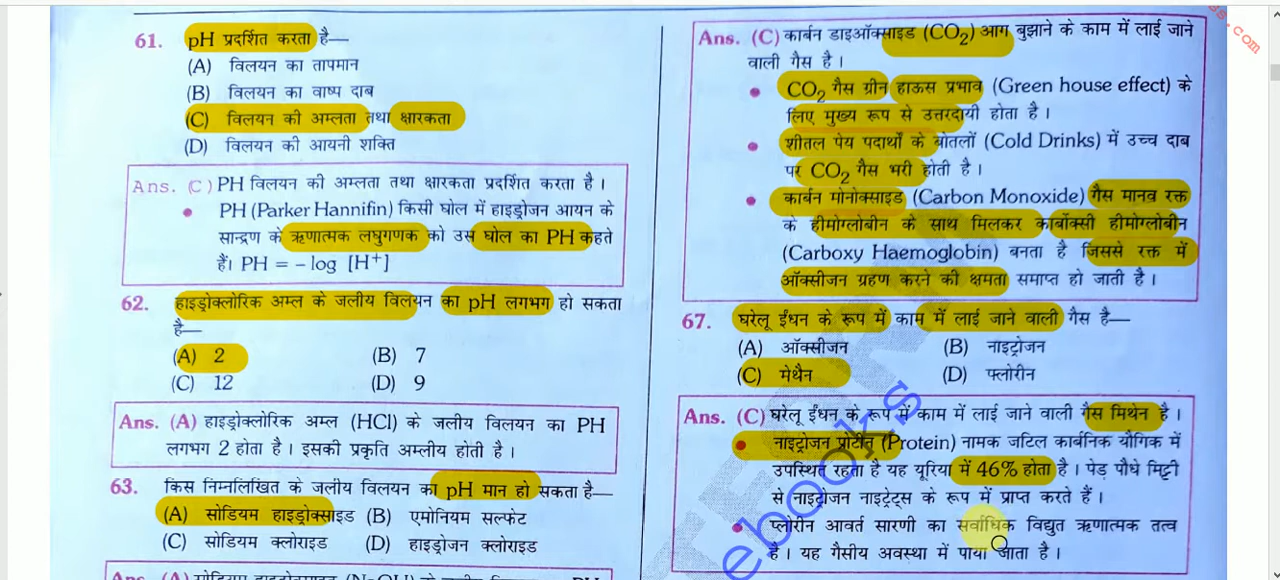 61. pH प्रदर्शित करता है—
(A) विलयन का तापमान
(B) विलयन का वाष्प दाब
(C) विलयन की अम्लता तथा क्षारकता
(D) विलयन की आयनी शक्ति
Ans. (C) PH विलयन की अम्लता तथा क्षारकता प्रदर्शित करता है।
• PH (Parker Hannifin) किसी घोल में हाइड्रोजन आयन के
सान्द्रण के ऋणात्मक लघुगणक को उस घोल का PH कहते
हैं। PH = – log [H⁺]
62. हाइड्रोक्लोरिक अम्ल के जलीय विलयन का pH लगभग हो सकता
है—
(A) 2 (B) 7
(C) 12 (D) 9
Ans. (A) हाइड्रोक्लोरिक अम्ल (HCl) के जलीय विलयन का PH
लगभग 2 होता है। इसकी प्रकृति अम्लीय होती है।
63. किस निम्नलिखित के जलीय विलयन का pH मान हो सकता है—
(A) सोडियम हाइड्रोक्साइड (B) एमोनियम सल्फेट
(C) सोडियम क्लोराइड (D) हाइड्रोजन क्लोराइड
Ans. (C) कार्बन डाइऑक्साइड (CO₂) आग बुझाने के काम में लाई जाने
वाली गैस है।
• CO₂ गैस ग्रीन हाऊस प्रभाव (Green house effect) के
लिए मुख्य रूप से उत्तरदायी होता है।
• शीतल पेय पदार्थों के बोतलों (Cold Drinks) में उच्च दाब
पर CO₂ गैस भरी होती है।
• कार्बन मोनोक्साइड (Carbon Monoxide) गैस मानव रक्त
के हीमोग्लोबीन के साथ मिलकर कार्बोक्सी हीमोग्लोबीन
(Carboxy Haemoglobin) बनता है जिससे रक्त में
ऑक्सीजन ग्रहण करने की क्षमता समाप्त हो जाती है।
67. घरेलू ईंधन के रूप में काम में लाई जाने वाली गैस है—
(A) ऑक्सीजन (B) नाइट्रोजन
(C) मेथैन (D) फ्लोरीन
Ans. (C) घरेलू ईंधन के रूप में काम में लाई जाने वाली गैस मिथेन है।
• नाइट्रोजन प्रोटीन (Protein) नामक जटिल कार्बनिक यौगिक में
उपस्थित रहता है यह यूरिया में 46% होता है। पेड़ पौधे मिट्टी
से नाइट्रोजन नाइट्रेट्स के रूप में प्राप्त करते हैं।
• प्लोरीन आवर्त सारणी का सर्वाधिक विद्युत ऋणात्मक तत्व
है। यह गैसीय अवस्था में पाया जाता है।
ebooks